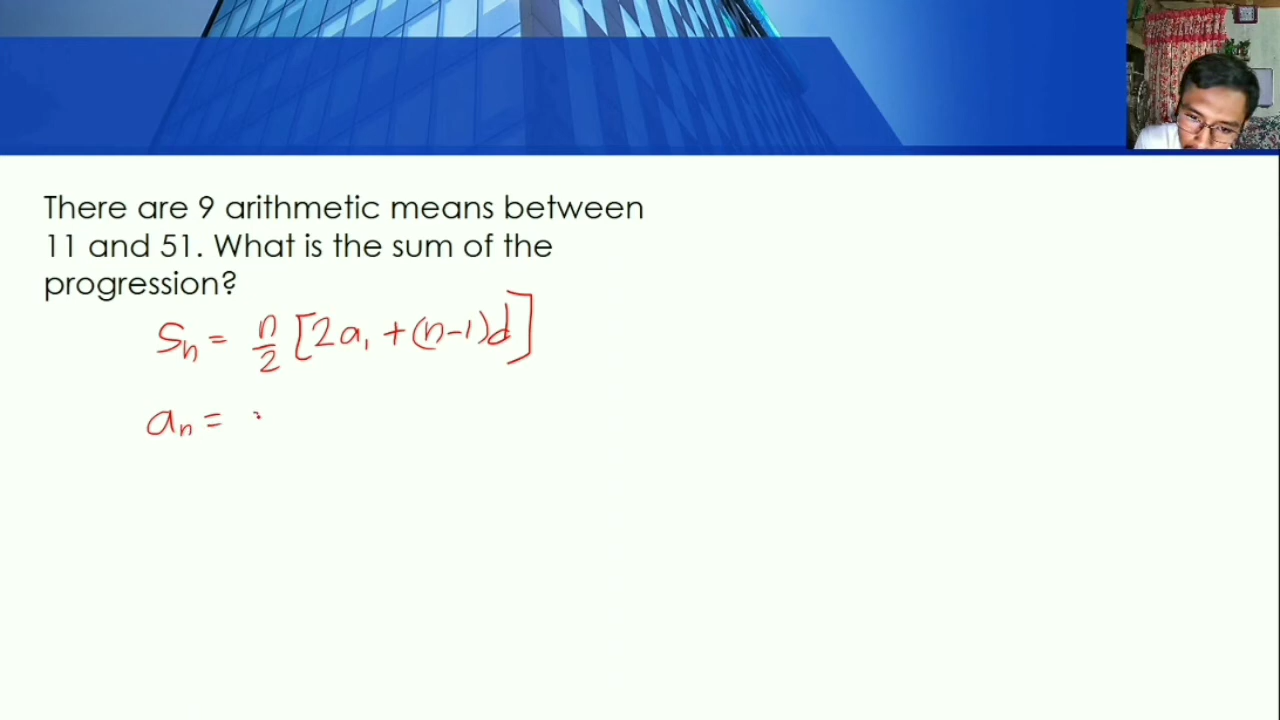 There are 9 arithmetic means between
11 and 51. What is the sum of the
progression?
Sn = n/2 [2a₁ + (n-1)d]
an =